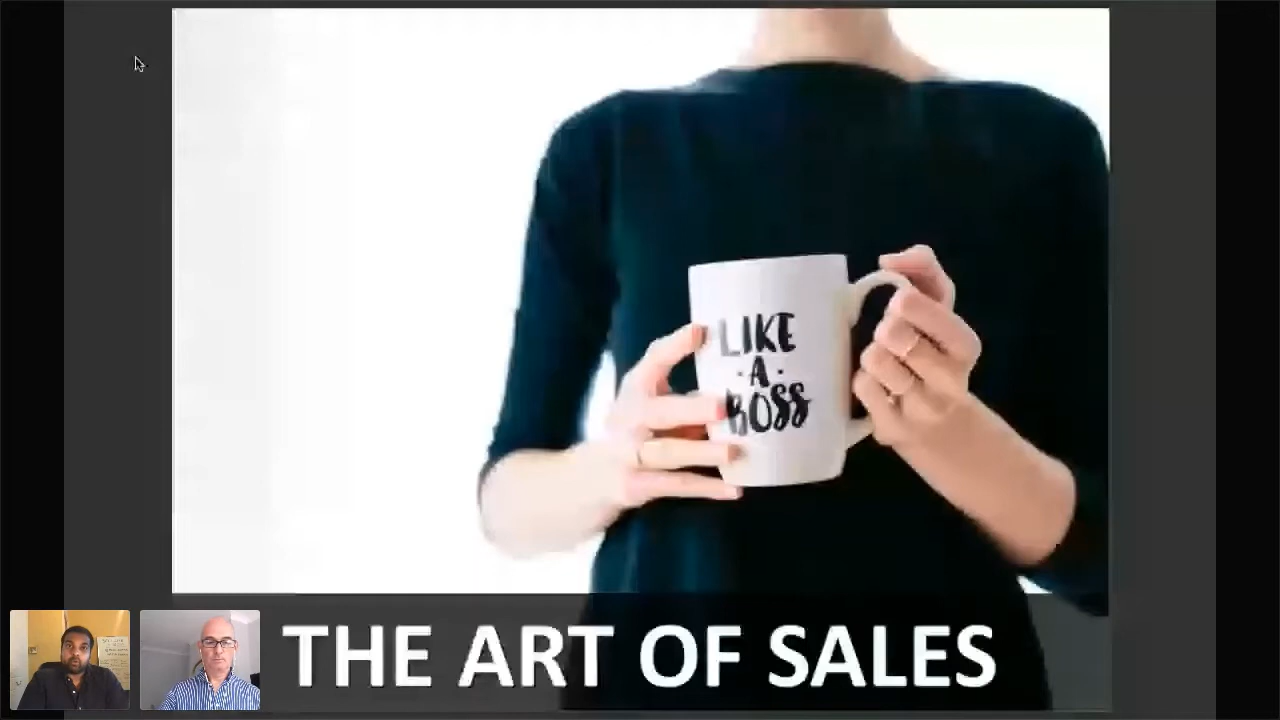 LIKE
· A ·
BOSS
THE ART OF SALES